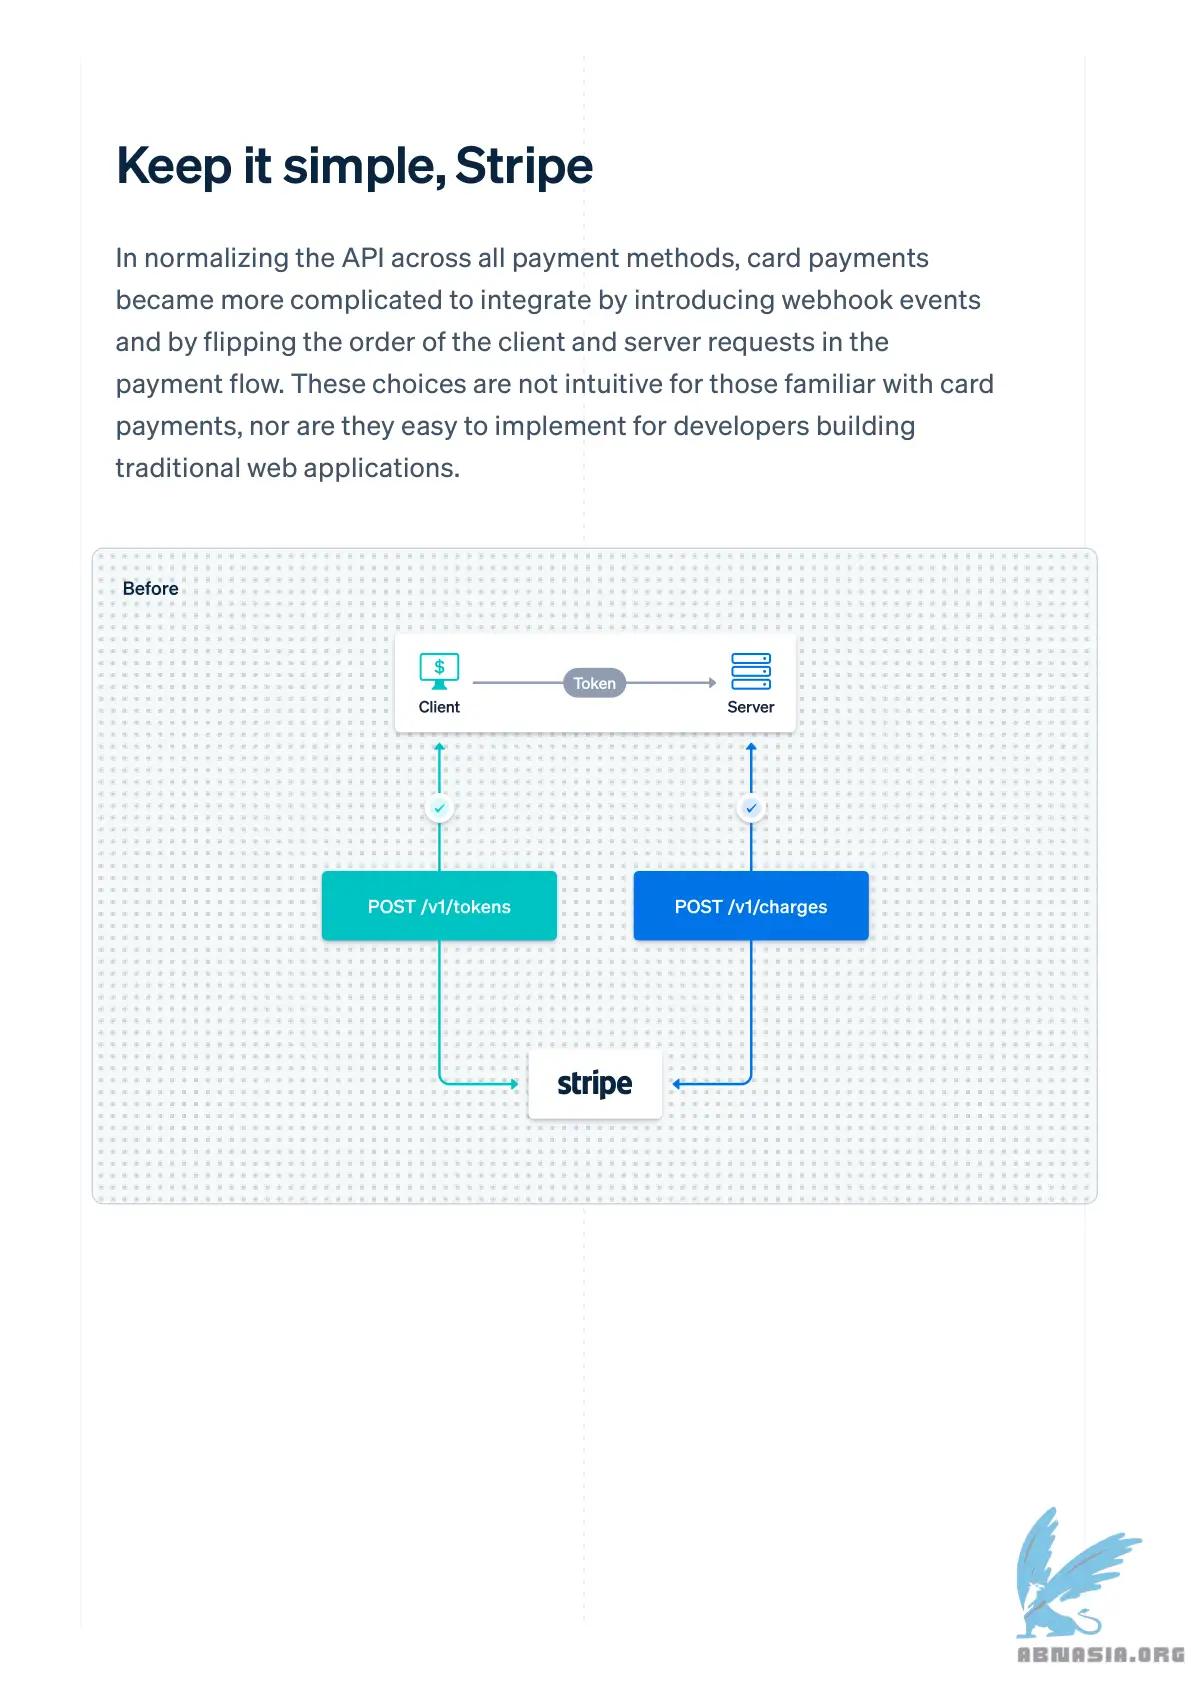 Keep it simple, Stripe
In normalizing the API across all payment methods, card payments
became more complicated to integrate by introducing webhook events
and by flipping the order of the client and server requests in the
payment flow. These choices are not intuitive for those familiar with card
payments, nor are they easy to implement for developers building
traditional web applications.
Before
$
Token
Client
Server
POST /v1/tokens
POST /v1/charges
stripe
ABNASIA.ORG